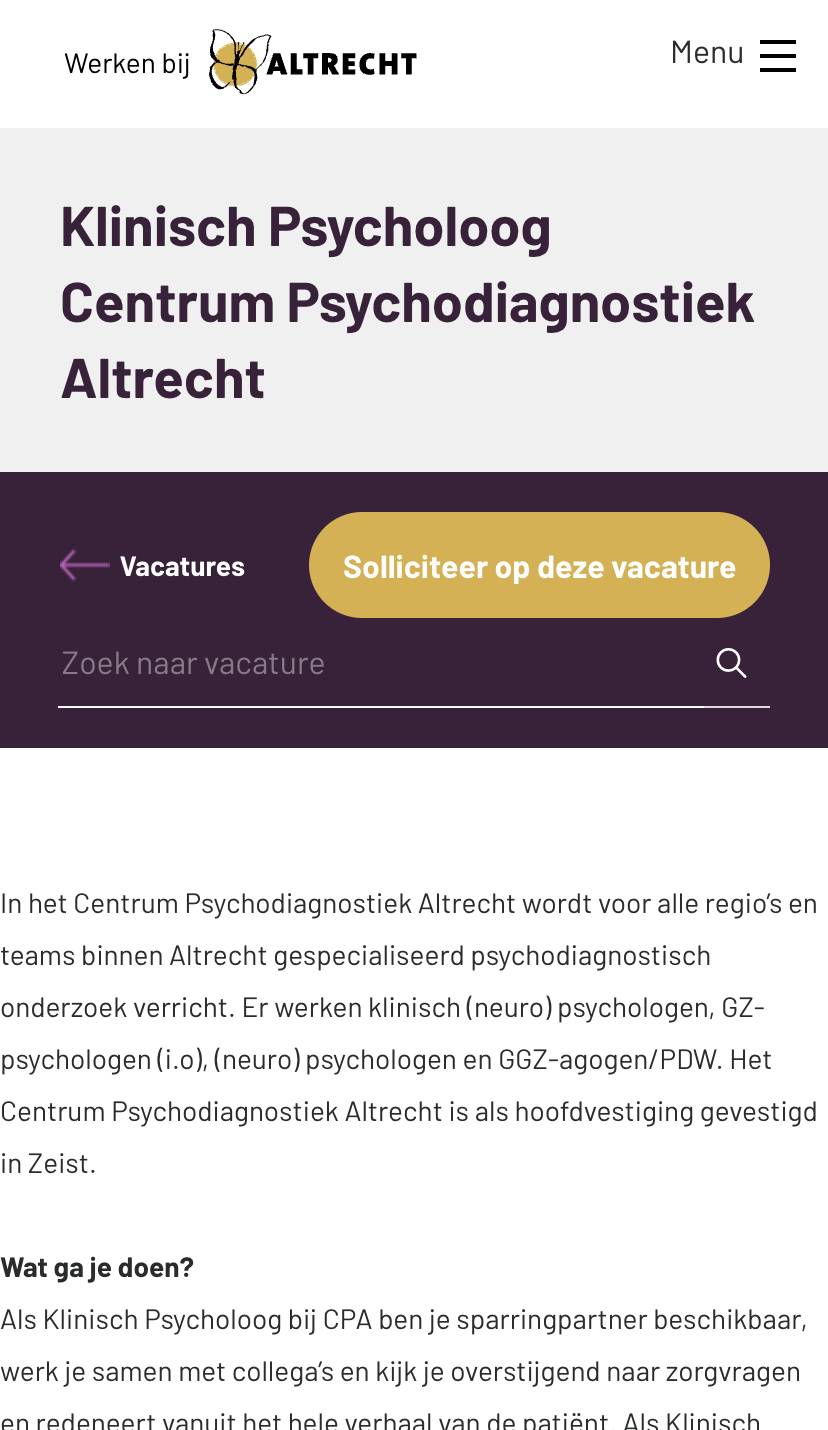 Werken bij ALTRECHT
Menu
Klinisch Psycholoog
Centrum Psychodiagnostiek
Altrecht
Vacatures
Solliciteer op deze vacature
Zoek naar vacature
In het Centrum Psychodiagnostiek Altrecht wordt voor alle regio’s en
teams binnen Altrecht gespecialiseerd psychodiagnostisch
onderzoek verricht. Er werken klinisch (neuro) psychologen, GZ-
psychologen (i.o), (neuro) psychologen en GGZ-agogen/PDW. Het
Centrum Psychodiagnostiek Altrecht is als hoofdvestiging gevestigd
in Zeist.
Wat ga je doen?
Als Klinisch Psycholoog bij CPA ben je sparringpartner beschikbaar,
werk je samen met collega’s en kijk je overstijgend naar zorgvragen
en redeneert vanuit het hele verhaal van de patiënt. Als Klinisch